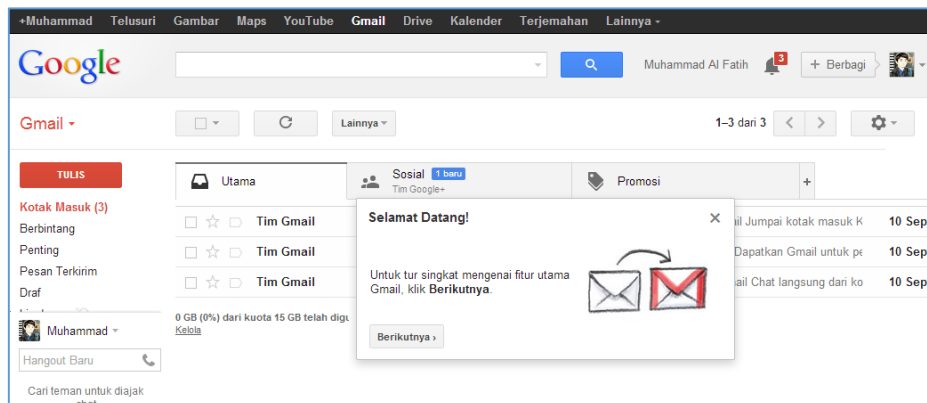 +Muhammad Telusuri Gambar Maps YouTube Gmail Drive Kalender Terjemahan Lainnya
Google
Muhammad Al Fatih 3 + Berbagi
Gmail Lainnya 1–3 dari 3
TULIS
Utama Sosial 1 baru Promosi +
Tim Google+
Kotak Masuk (3)
Berbintang
Penting
Pesan Terkirim
Draf
Tim Gmail il Jumpai kotak masuk K 10 Sep
Tim Gmail Dapatkan Gmail untuk pe 10 Sep
Tim Gmail ail Chat langsung dari ko 10 Sep
Selamat Datang!
Untuk tur singkat mengenai fitur utama
Gmail, klik Berikutnya.
Berikutnya ›
0 GB (0%) dari kuota 15 GB telah digu
Kelola
Muhammad
Hangout Baru
Cari teman untuk diajak